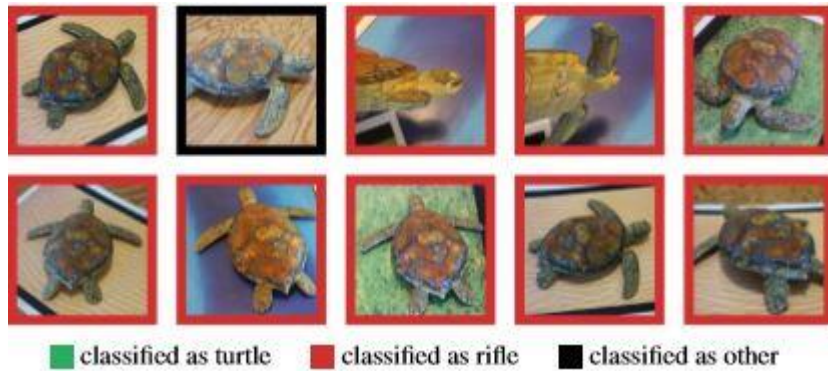 classified as turtle classified as rifle classified as other